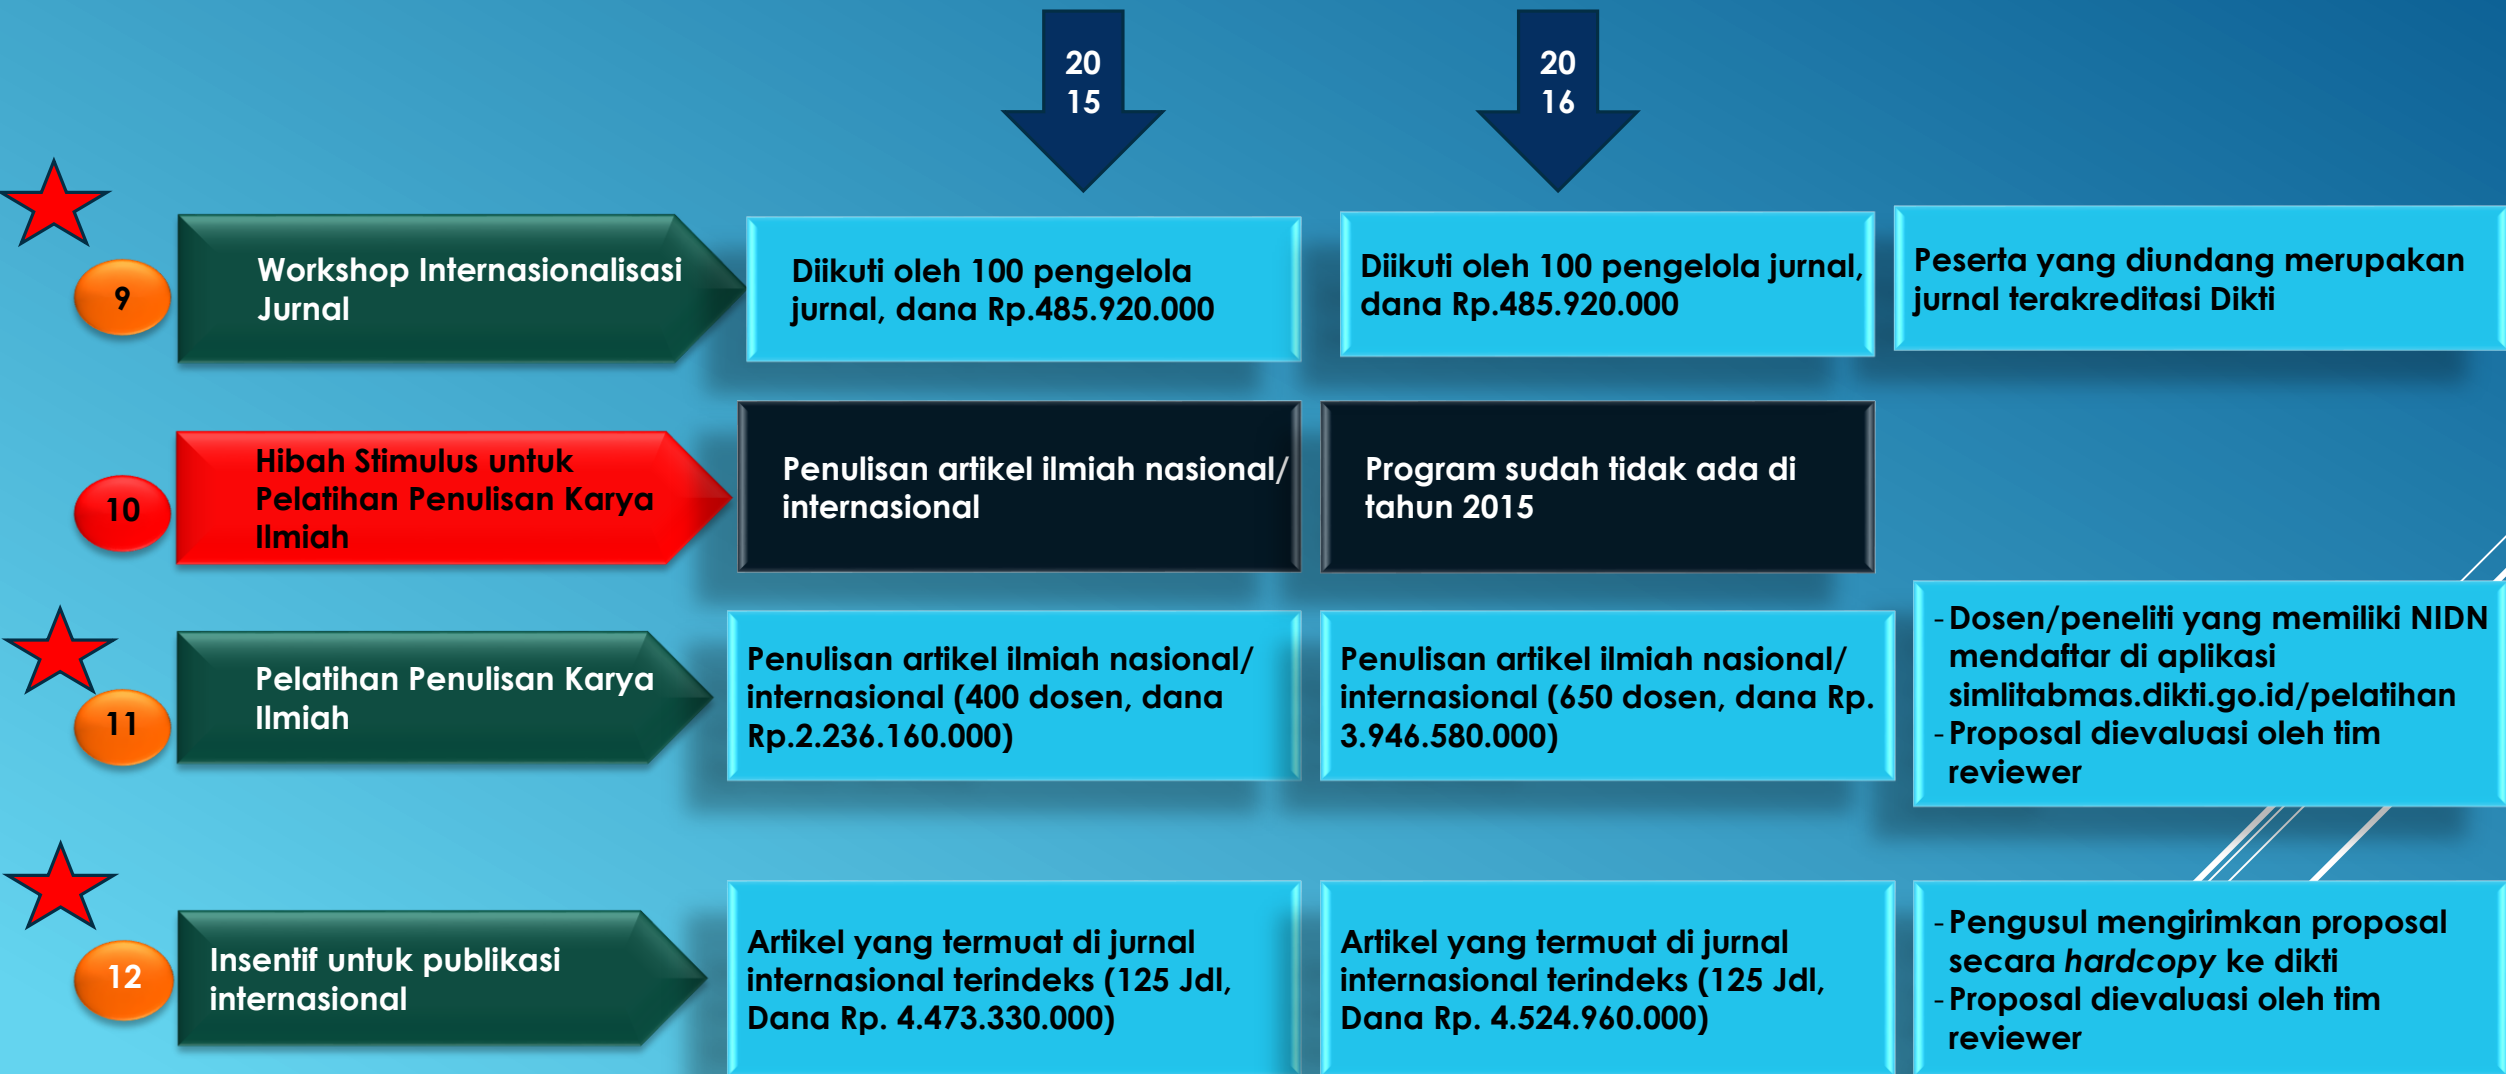 20
15
20
16
9
Workshop Internasionalisasi
Jurnal
Diikuti oleh 100 pengelola
jurnal, dana Rp.485.920.000
Diikuti oleh 100 pengelola jurnal,
dana Rp.485.920.000
Peserta yang diundang merupakan
jurnal terakreditasi Dikti
10
Hibah Stimulus untuk
Pelatihan Penulisan Karya
Ilmiah
Penulisan artikel ilmiah nasional/
internasional
Program sudah tidak ada di
tahun 2015
11
Pelatihan Penulisan Karya
Ilmiah
Penulisan artikel ilmiah nasional/
internasional (400 dosen, dana
Rp.2.236.160.000)
Penulisan artikel ilmiah nasional/
internasional (650 dosen, dana Rp.
3.946.580.000)
- Dosen/peneliti yang memiliki NIDN
mendaftar di aplikasi
simlitabmas.dikti.go.id/pelatihan
- Proposal dievaluasi oleh tim
reviewer
12
Insentif untuk publikasi
internasional
Artikel yang termuat di jurnal
internasional terindeks (125 Jdl,
Dana Rp. 4.473.330.000)
Artikel yang termuat di jurnal
internasional terindeks (125 Jdl,
Dana Rp. 4.524.960.000)
- Pengusul mengirimkan proposal
secara hardcopy ke dikti
- Proposal dievaluasi oleh tim
reviewer